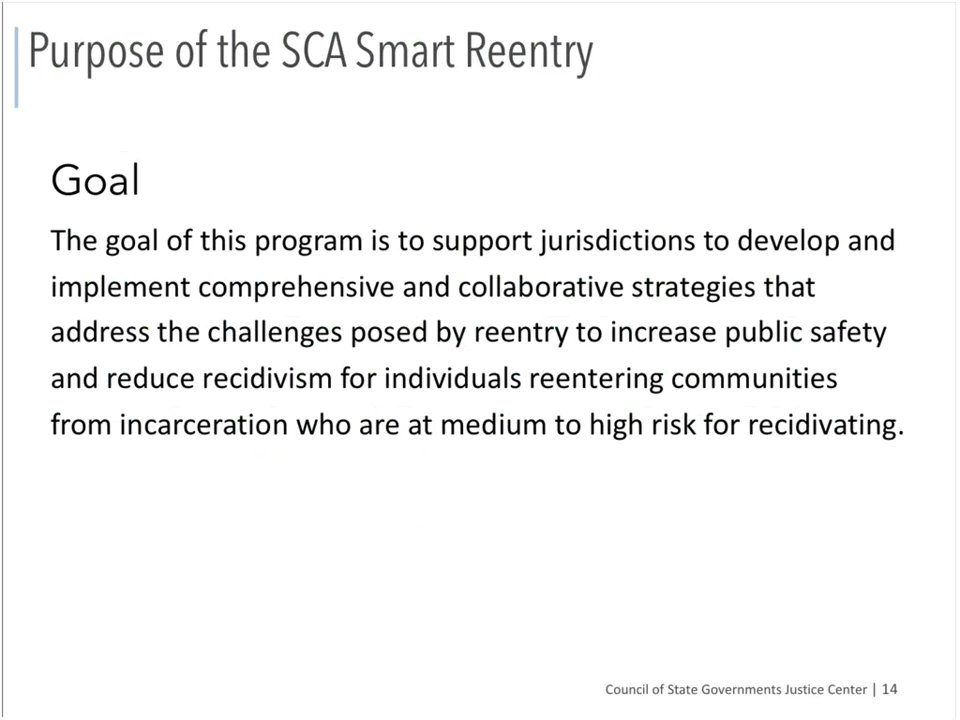 Purpose of the SCA Smart Reentry
Goal
The goal of this program is to support jurisdictions to develop and
implement comprehensive and collaborative strategies that
address the challenges posed by reentry to increase public safety
and reduce recidivism for individuals reentering communities
from incarceration who are at medium to high risk for recidivating.
Council of State Governments Justice Center | 14